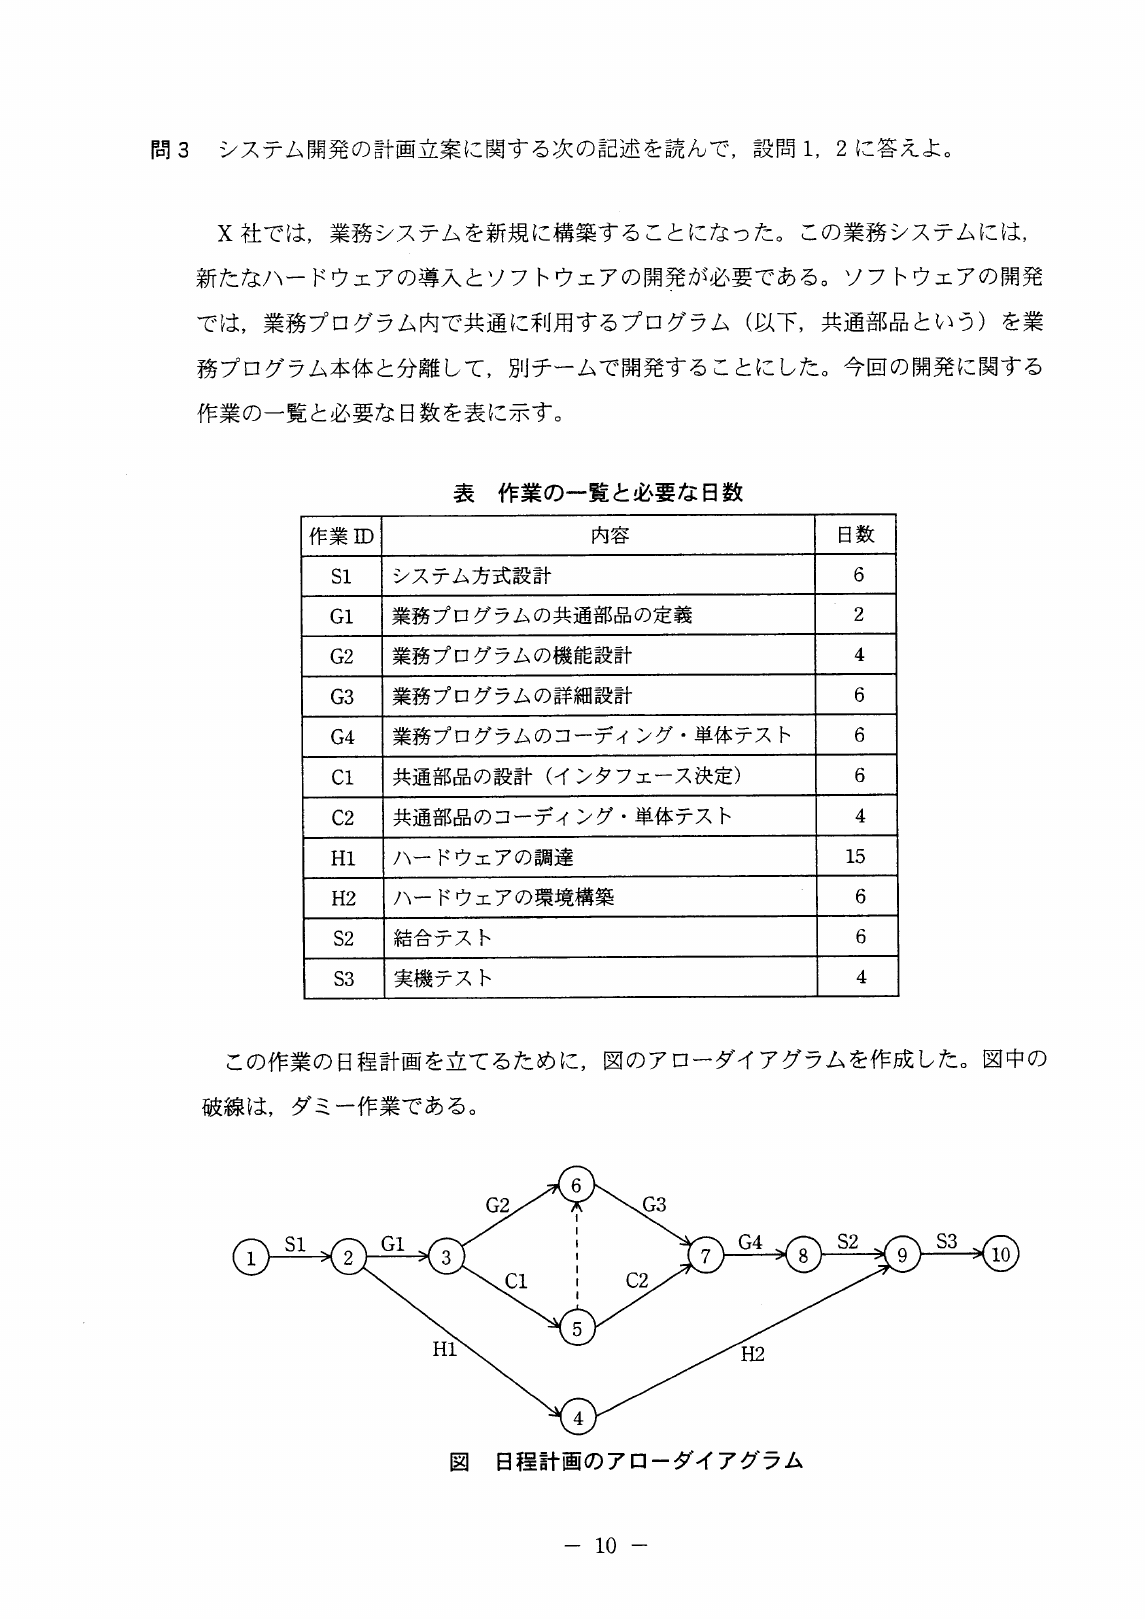 問3　システム開発の計画立案に関する次の記述を読んで，設問1，2に答えよ。
X社では，業務システムを新規に構築することになった。この業務システムには，
新たなハードウェアの導入とソフトウェアの開発が必要である。ソフトウェアの開発
では，業務プログラム内で共通に利用するプログラム（以下，共通部品という）を業
務プログラム本体と分離して，別チームで開発することにした。今回の開発に関する
作業の一覧と必要な日数を表に示す。
表　作業の一覧と必要な日数
作業ID 内容 日数
S1 システム方式設計 6
G1 業務プログラムの共通部品の定義 2
G2 業務プログラムの機能設計 4
G3 業務プログラムの詳細設計 6
G4 業務プログラムのコーディング・単体テスト 6
C1 共通部品の設計（インタフェース決定） 6
C2 共通部品のコーディング・単体テスト 4
H1 ハードウェアの調達 15
H2 ハードウェアの環境構築 6
S2 結合テスト 6
S3 実機テスト 4
この作業の日程計画を立てるために，図のアローダイアグラムを作成した。図中の
破線は，ダミー作業である。
6
G2 G3
1 S1 2 G1 3 7 G4 8 S2 9 S3 10
C1 C2
5
H1 H2
4
図　日程計画のアローダイアグラム
－ 10 －